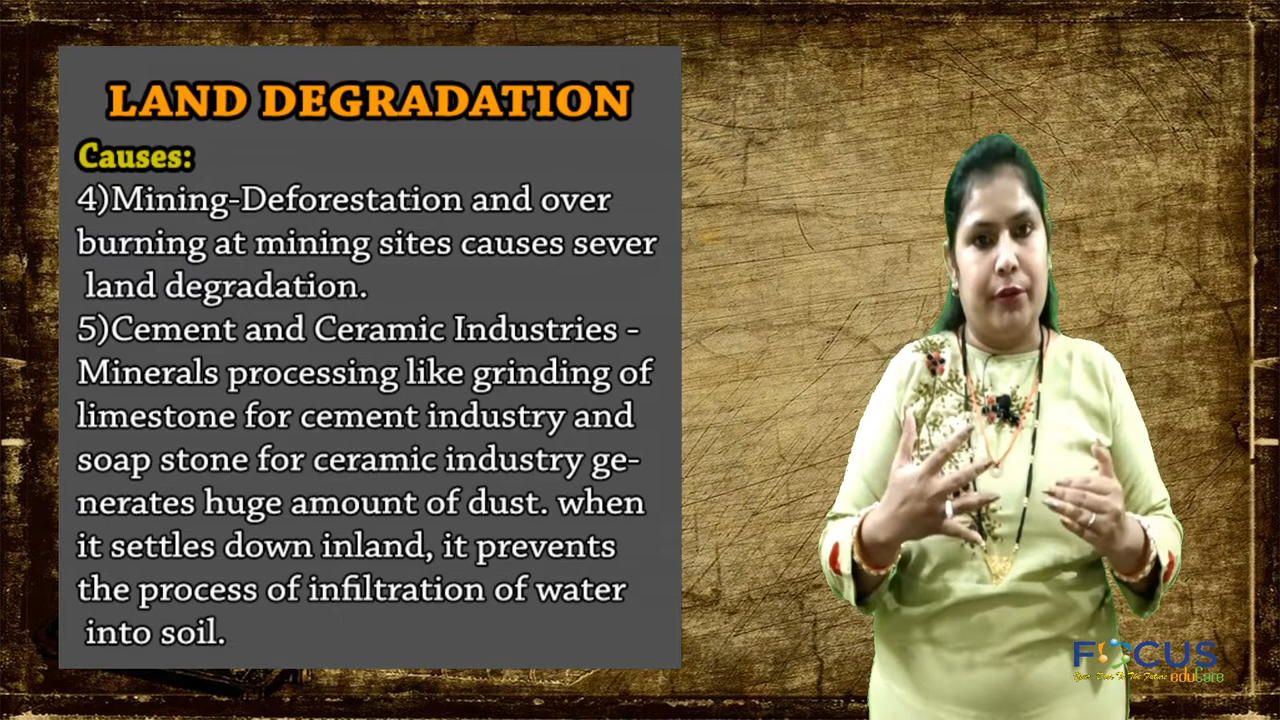 LAND DEGRADATION
Causes:
4)Mining-Deforestation and over
burning at mining sites causes sever
land degradation.
5)Cement and Ceramic Industries -
Minerals processing like grinding of
limestone for cement industry and
soap stone for ceramic industry ge-
nerates huge amount of dust. when
it settles down inland, it prevents
the process of infiltration of water
into soil.
FOCUS
eduCare